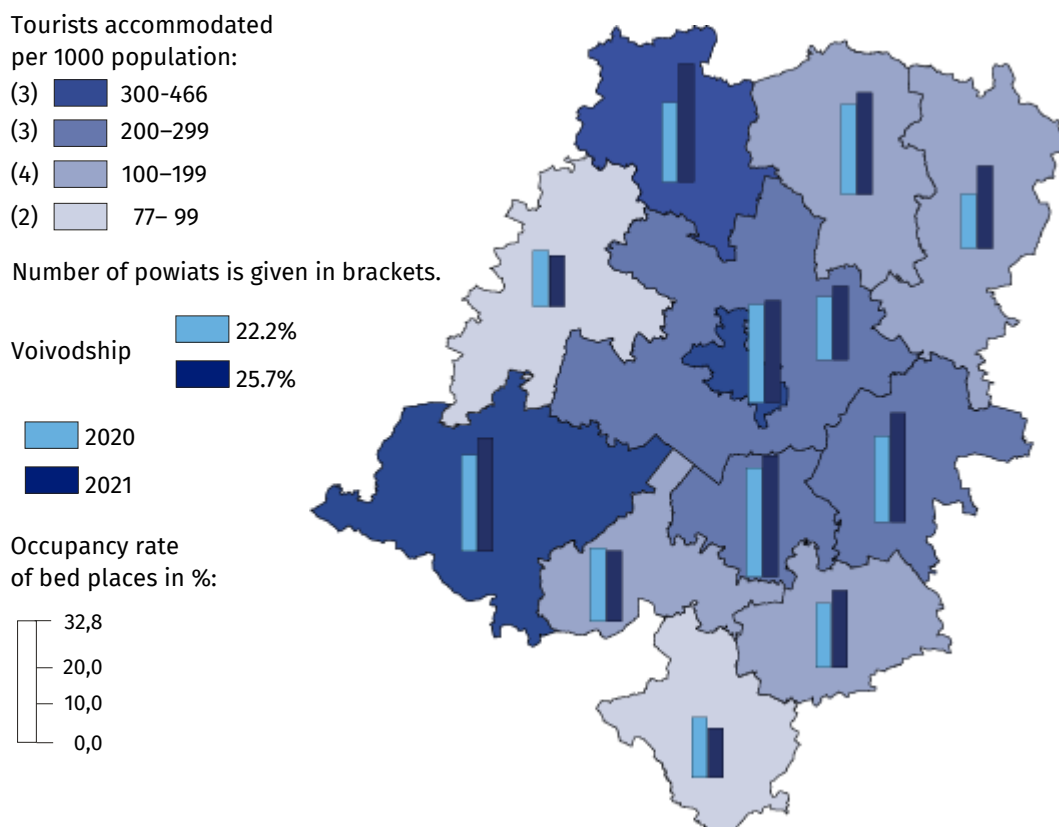 Tourists accommodated
per 1000 population:
(3) 300-466
(3) 200–299
(4) 100–199
(2) 77– 99
Number of powiats is given in brackets.
Voivodship
22.2%
25.7%
2020
2021
Occupancy rate
of bed places in %:
32,8
20,0
10,0
0,0